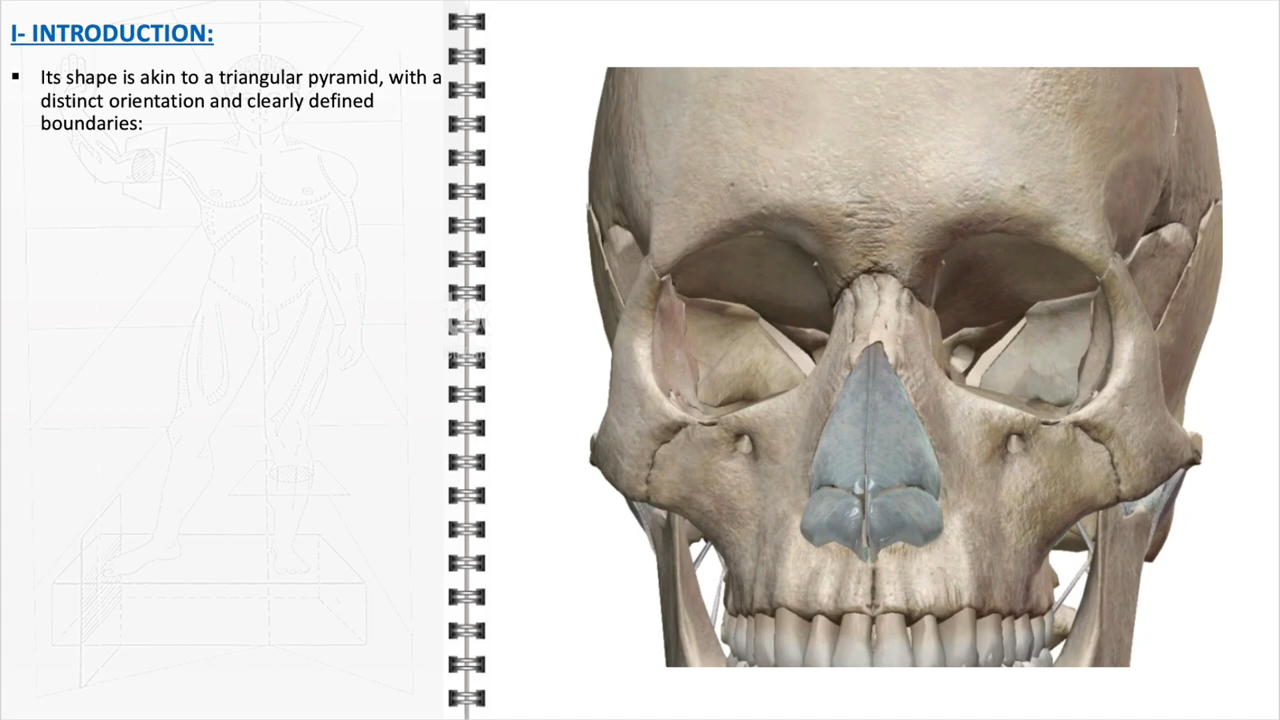 I- INTRODUCTION:
▪ Its shape is akin to a triangular pyramid, with a
distinct orientation and clearly defined
boundaries: